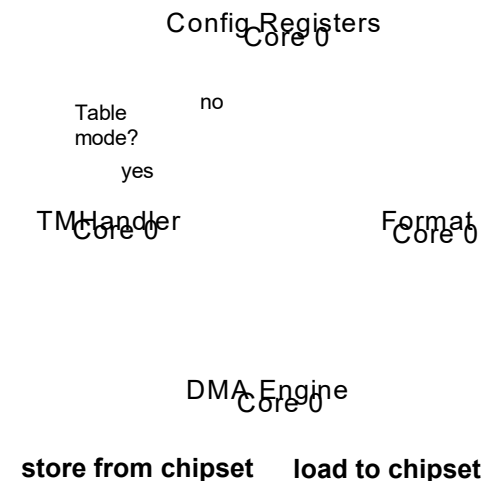 Config Registers
Core 0
no
Table
mode?
yes
TMHandler
Core 0
Format
Core 0
DMA Engine
Core 0
store from chipset
load to chipset